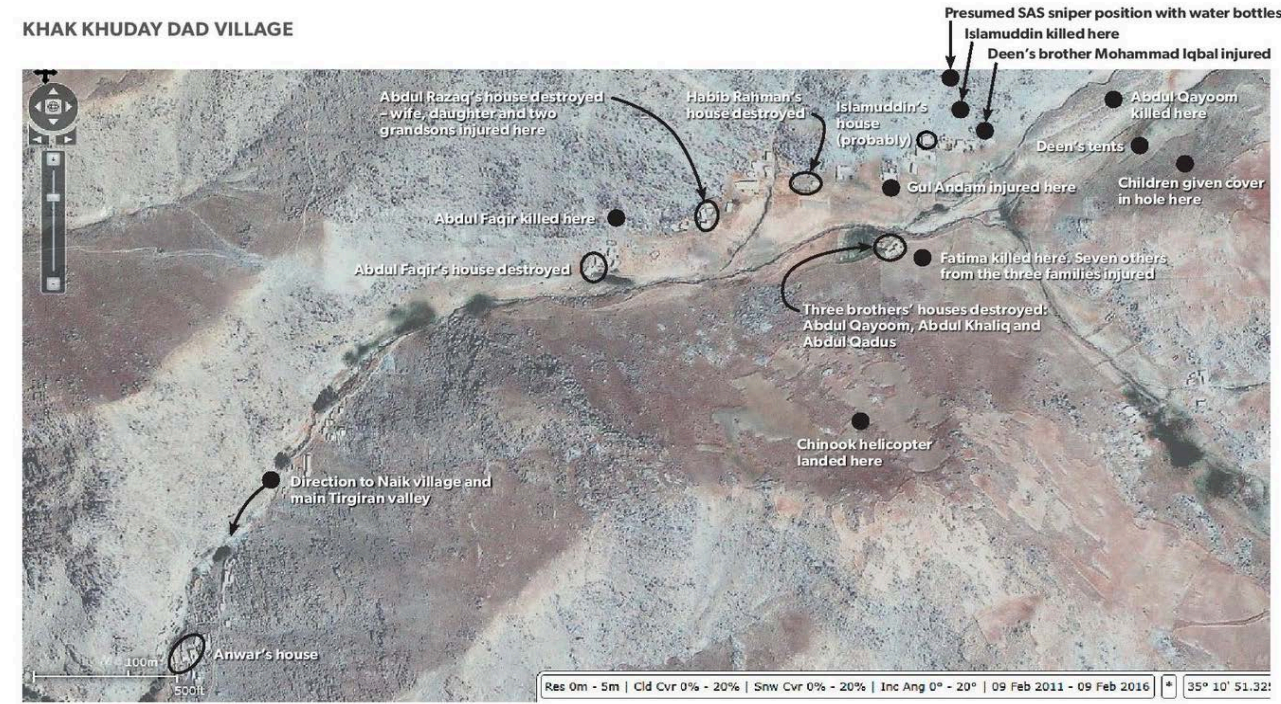 KHAK KHUDAY DAD VILLAGE
Presumed SAS sniper position with water bottles
Islamuddin killed here
Deen's brother Mohammad Iqbal injured
Abdul Razaq's house destroyed
– wife, daughter and two
grandsons injured here
Habib Rahman's
house destroyed
Islamuddin's
house
(probably)
Abdul Qayoom
killed here
Deen's tents
Children given cover
in hole here
Gul Andam injured here
Abdul Faqir killed here
Abdul Faqir's house destroyed
Fatima killed here. Seven others
from the three families injured
Three brothers' houses destroyed:
Abdul Qayoom, Abdul Khaliq and
Abdul Qadus
Chinook helicopter
landed here
Direction to Naik village and
main Tirgiran valley
Anwar's house
100m
500ft
Res 0m - 5m | Cld Cvr 0% - 20% | Snw Cvr 0% - 20% | Inc Ang 0° - 20° | 09 Feb 2011 - 09 Feb 2016 | * | 35° 10' 51.325